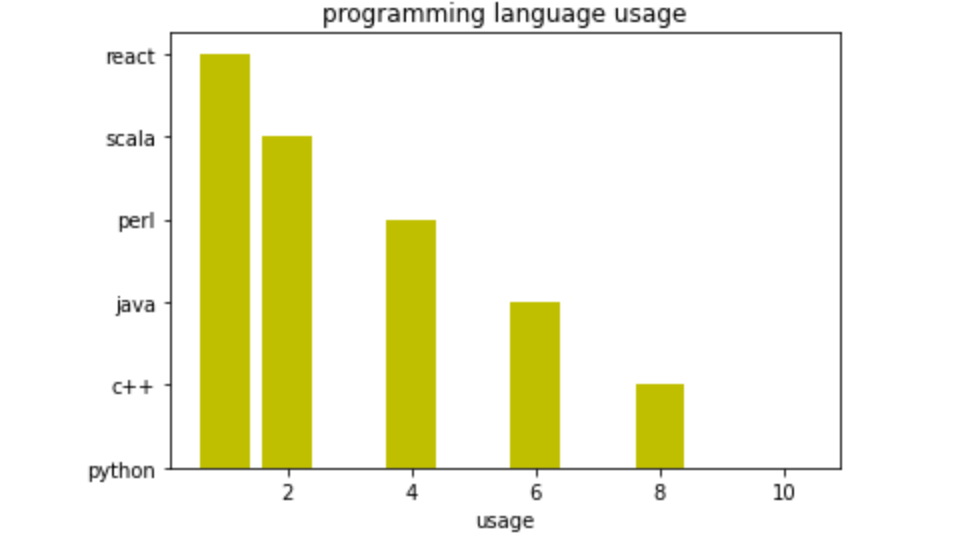 programming language usage
react
scala
perl
java
c++
python
2 4 6 8 10
usage